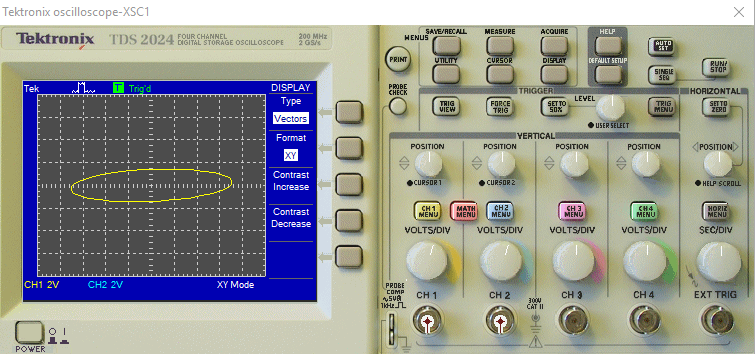 Tektronix oscilloscope-XSC1
Tektronix TDS 2024 FOUR CHANNEL DIGITAL STORAGE OSCILLOSCOPE 200 MHz 2 GS/s
Tek T Trig'd DISPLAY
Type
Vectors
Format
XY
Contrast
Increase
Contrast
Decrease
CH1 2V CH2 2V XY Mode
POWER
MENUS SAVE/RECALL MEASURE ACQUIRE HELP AUTO SET
PRINT UTILITY CURSOR DISPLAY DEFAULT SETUP SINGLE SEQ RUN/STOP
PROBE CHECK
TRIGGER HORIZONTAL
TRIG VIEW FORCE TRIG SET TO 50% LEVEL USER SELECT TRIG MENU SET TO ZERO
VERTICAL
POSITION POSITION POSITION POSITION POSITION
CURSOR 1 CURSOR 2 HELP SCROLL
CH 1 MENU MATH MENU CH 2 MENU CH 3 MENU CH 4 MENU HORIZ MENU
VOLTS/DIV VOLTS/DIV VOLTS/DIV VOLTS/DIV SEC/DIV
PROBE COMP ~5V 1kHz
CH 1 CH 2 300V CAT II CH 3 CH 4 EXT TRIG